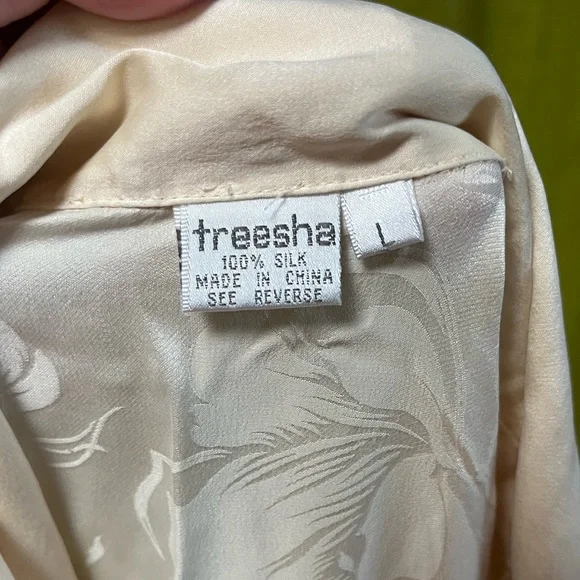 treesha
100% SILK
MADE IN CHINA
SEE REVERSE
L